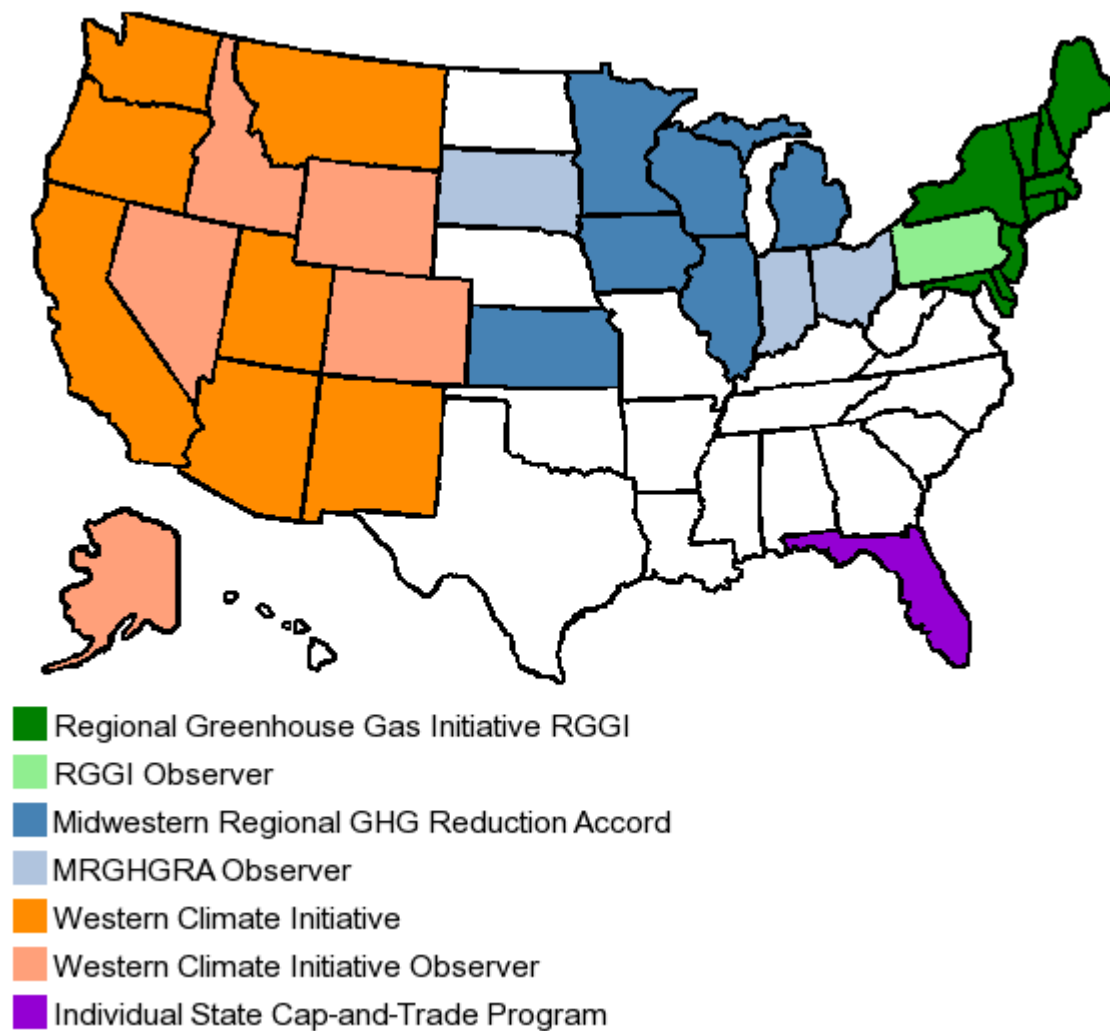 Regional Greenhouse Gas Initiative RGGI
RGGI Observer
Midwestern Regional GHG Reduction Accord
MRGHGRA Observer
Western Climate Initiative
Western Climate Initiative Observer
Individual State Cap-and-Trade Program